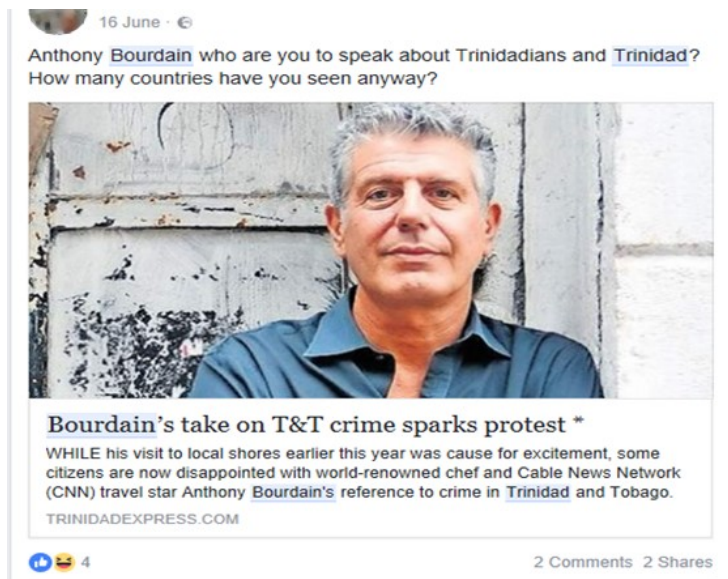 16 June ·
Anthony Bourdain who are you to speak about Trinidadians and Trinidad?
How many countries have you seen anyway?
Bourdain's take on T&T crime sparks protest *
WHILE his visit to local shores earlier this year was cause for excitement, some
citizens are now disappointed with world-renowned chef and Cable News Network
(CNN) travel star Anthony Bourdain's reference to crime in Trinidad and Tobago.
TRINIDADEXPRESS.COM
4
2 Comments 2 Shares